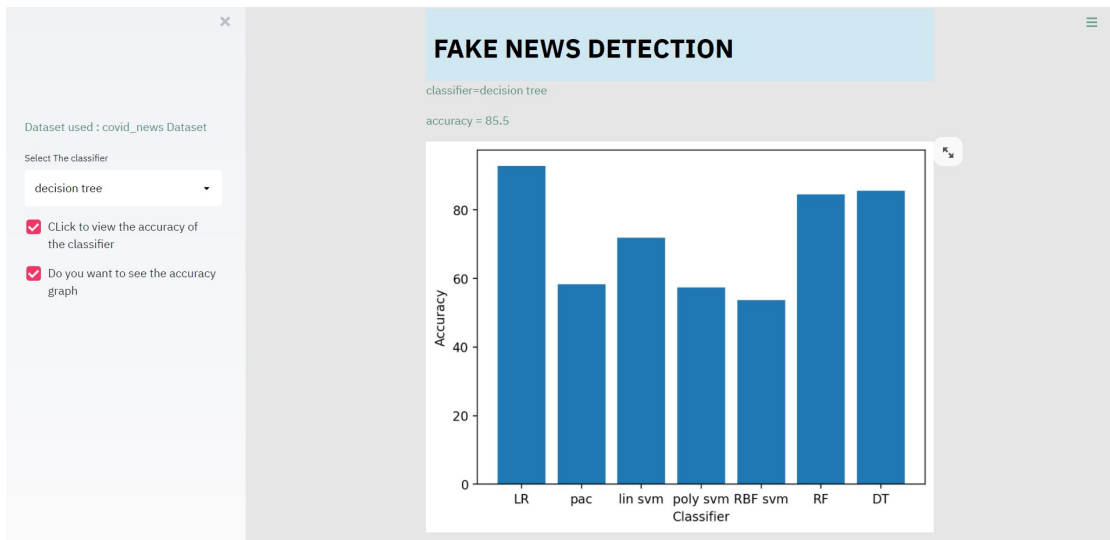 ×
Dataset used : covid_news Dataset
Select The classifier
decision tree
CLick to view the accuracy of
the classifier
Do you want to see the accuracy
graph
FAKE NEWS DETECTION
classifier=decision tree
accuracy = 85.5
Accuracy
80
60
40
20
0
LR pac lin svm poly svm RBF svm RF DT
Classifier